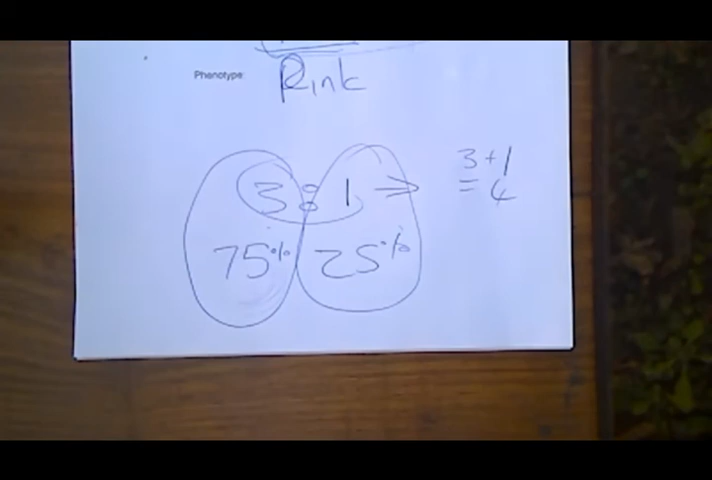 Phenotype: Pink
3 : 1 ⇒ 3 + 1
= 4
75% 25%